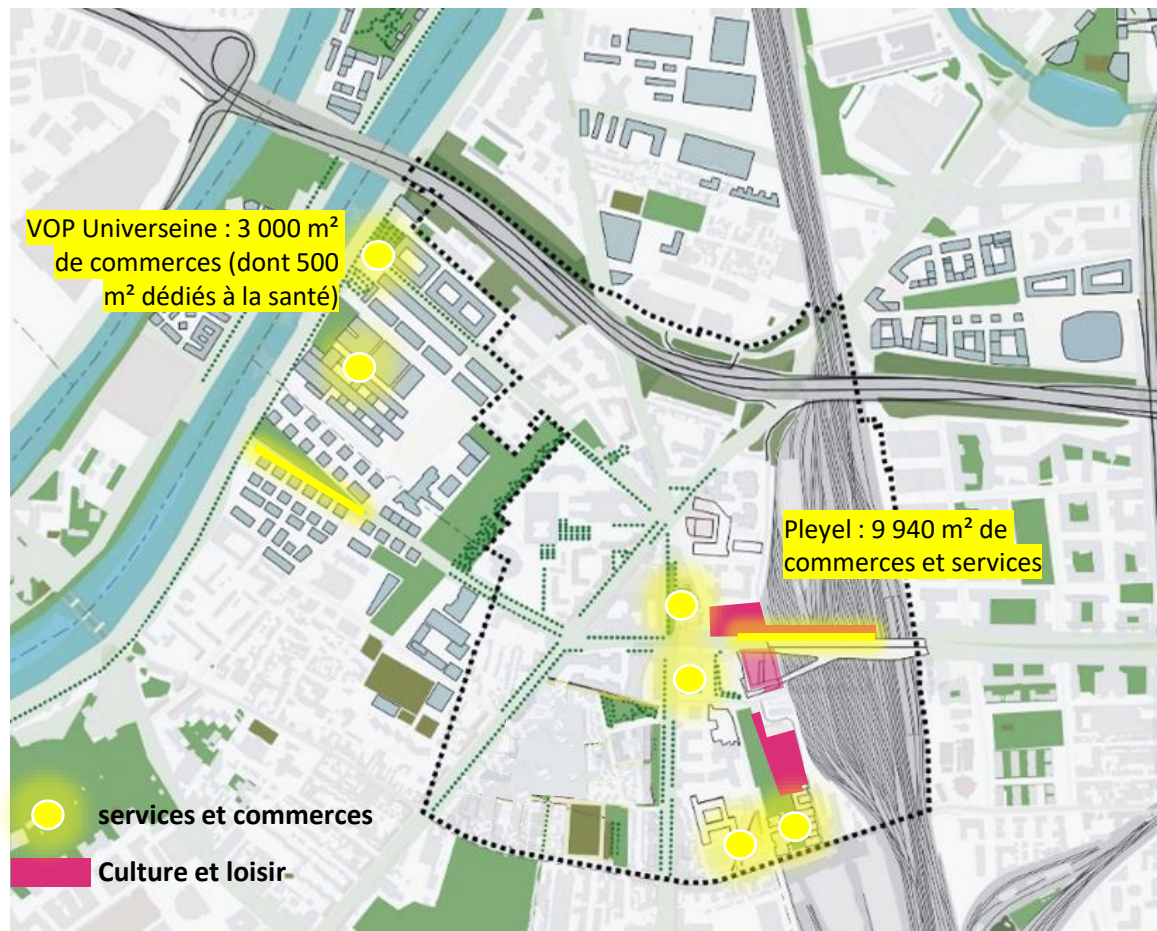 VOP Universeine : 3 000 m²
de commerces (dont 500
m² dédiés à la santé)
Pleyel : 9 940 m² de
commerces et services
services et commerces
Culture et loisir-